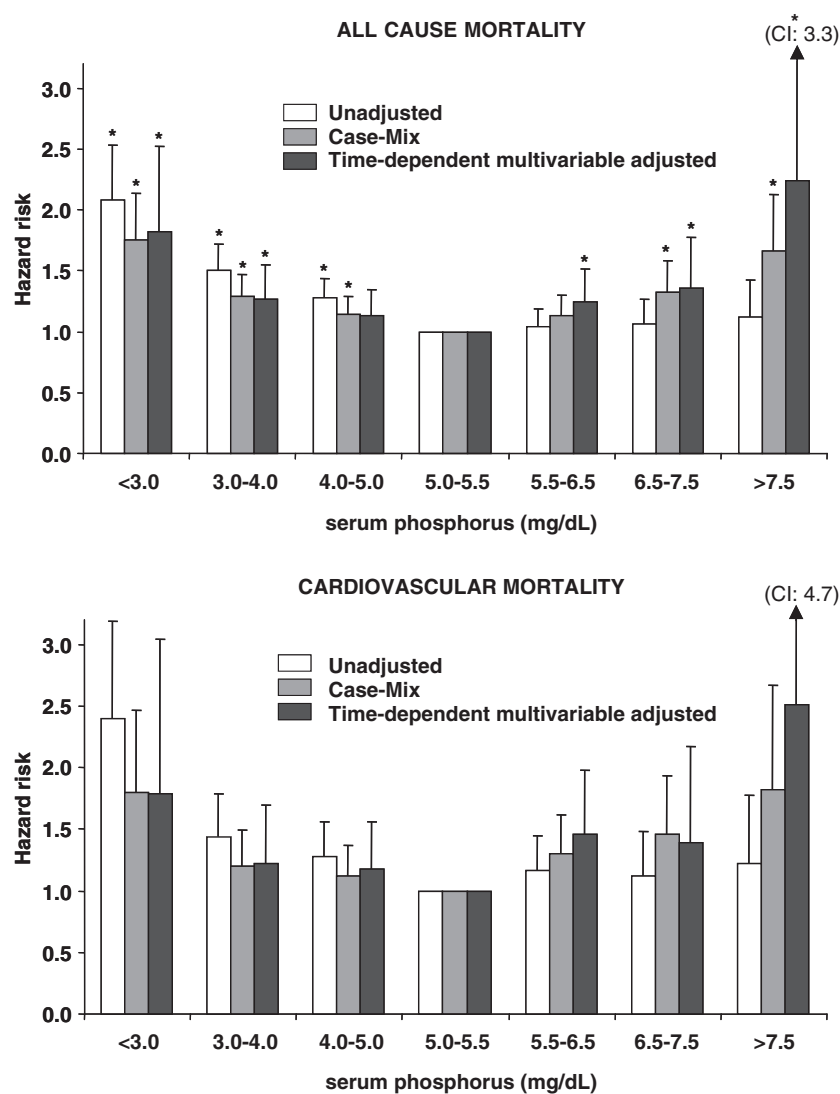 ALL CAUSE MORTALITY
*
(CI: 3.3)
Unadjusted
Case-Mix
Time-dependent multivariable adjusted
Hazard risk
3.0
2.5
2.0
1.5
1.0
0.5
0.0
* * *
* * *
* *
*
* *
*
<3.0 3.0-4.0 4.0-5.0 5.0-5.5 5.5-6.5 6.5-7.5 >7.5
serum phosphorus (mg/dL)
CARDIOVASCULAR MORTALITY
(CI: 4.7)
Unadjusted
Case-Mix
Time-dependent multivariable adjusted
Hazard risk
3.0
2.5
2.0
1.5
1.0
0.5
0.0
<3.0 3.0-4.0 4.0-5.0 5.0-5.5 5.5-6.5 6.5-7.5 >7.5
serum phosphorus (mg/dL)